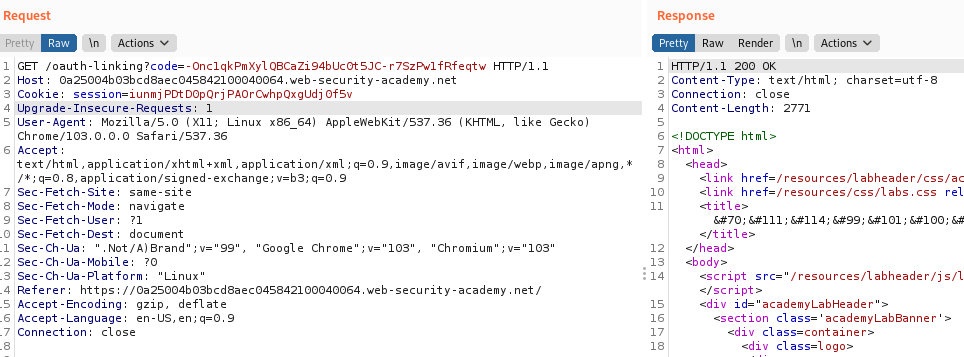 Request
Pretty Raw \n Actions
1 GET /oauth-linking?code=-Onc1qkPmXylQBCaZi94bUc0t5JC-r7SzPw1fRfeqtw HTTP/1.1
2 Host: 0a25004b03bcd8aec045842100040064.web-security-academy.net
3 Cookie: session=iunmjPDtD0pQrjPAOrCwhpQxgUdj0f5v
4 Upgrade-Insecure-Requests: 1
5 User-Agent: Mozilla/5.0 (X11; Linux x86_64) AppleWebKit/537.36 (KHTML, like Gecko)
Chrome/103.0.0.0 Safari/537.36
6 Accept:
text/html,application/xhtml+xml,application/xml;q=0.9,image/avif,image/webp,image/apng,*
/*;q=0.8,application/signed-exchange;v=b3;q=0.9
7 Sec-Fetch-Site: same-site
8 Sec-Fetch-Mode: navigate
9 Sec-Fetch-User: ?1
10 Sec-Fetch-Dest: document
11 Sec-Ch-Ua: ".Not/A)Brand";v="99", "Google Chrome";v="103", "Chromium";v="103"
12 Sec-Ch-Ua-Mobile: ?0
13 Sec-Ch-Ua-Platform: "Linux"
14 Referer: https://0a25004b03bcd8aec045842100040064.web-security-academy.net/
15 Accept-Encoding: gzip, deflate
16 Accept-Language: en-US,en;q=0.9
17 Connection: close
18
Response
Pretty Raw Render \n Actions
1 HTTP/1.1 200 OK
2 Content-Type: text/html; charset=utf-8
3 Connection: close
4 Content-Length: 2771
5
6 <!DOCTYPE html>
7 <html>
8 <head>
9 <link href=/resources/labheader/css/ac
10 <link href=/resources/css/labs.css rel
11 <title>
&#70;&#111;&#114;&#99;&#101;&#100;&#
</title>
12 </head>
13 <body>
14 <script src="/resources/labheader/js/l
</script>
15 <div id="academyLabHeader">
16 <section class='academyLabBanner'>
17 <div class=container>
18 <div class=logo>